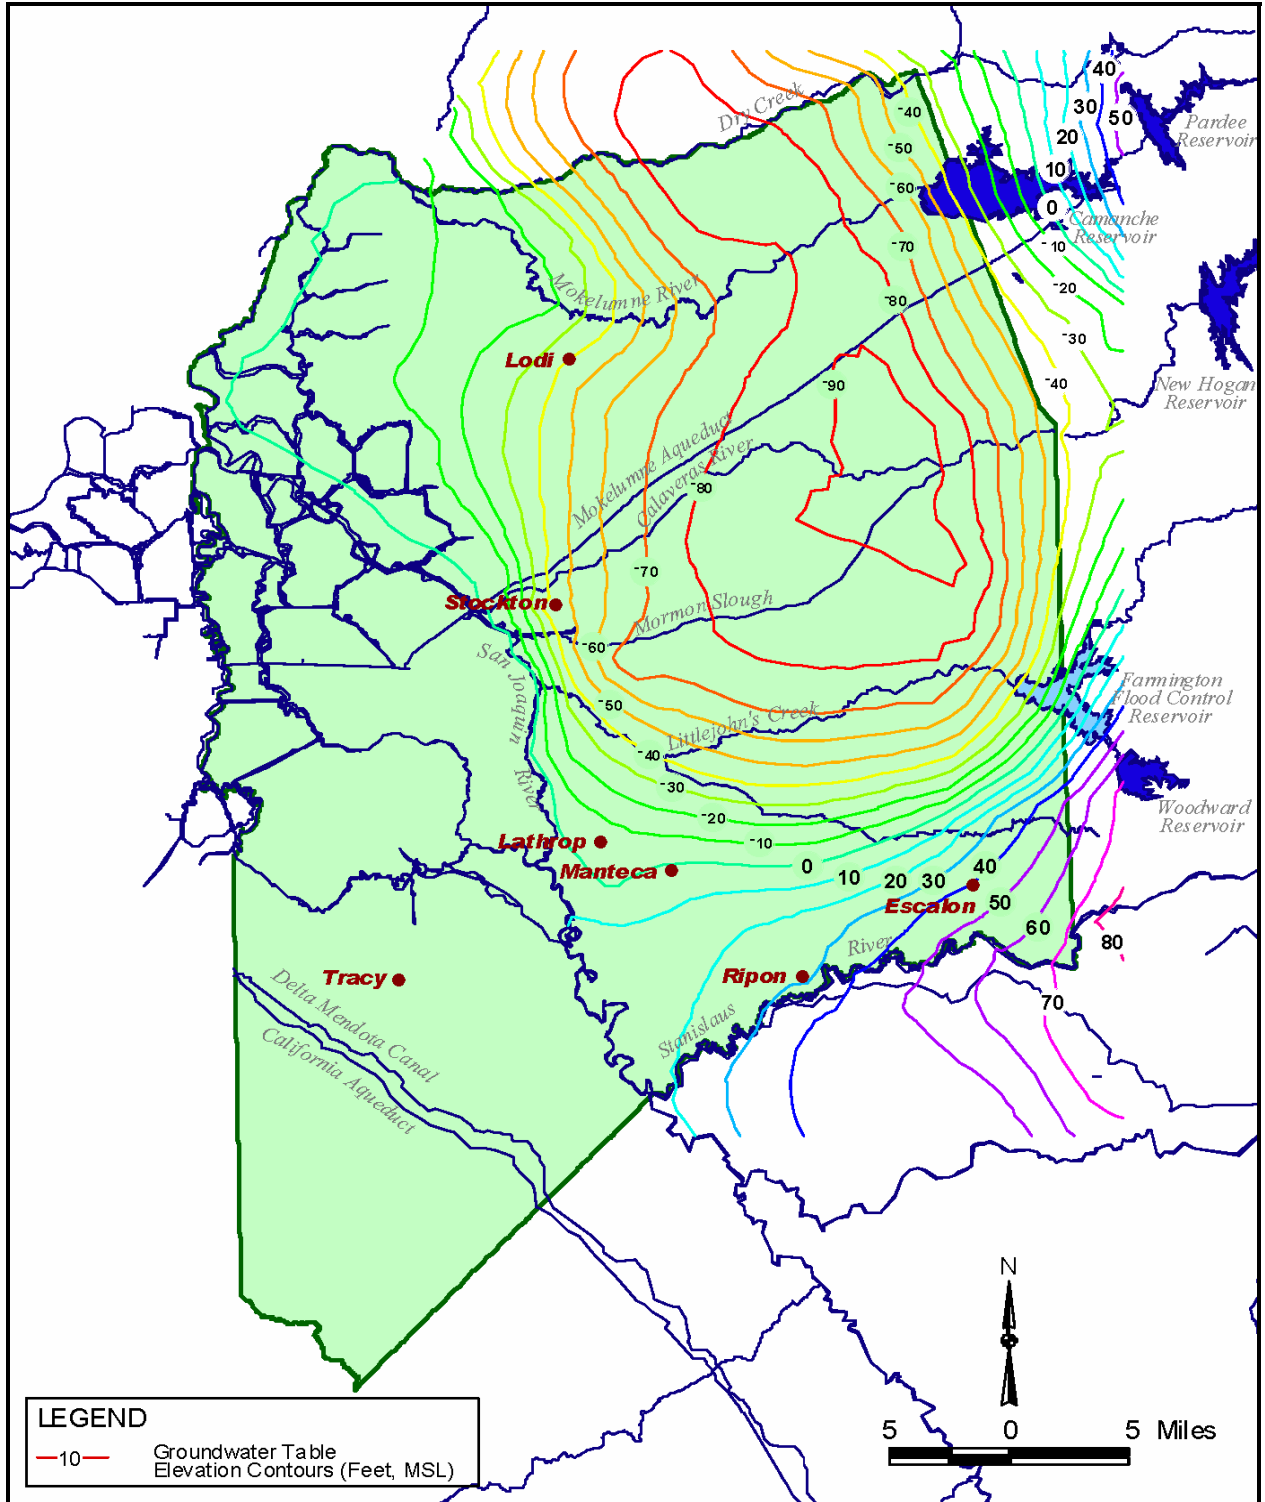 40
30
50
20
10
0
-10
-20
-30
-40
Pardee
Reservoir
Camanche
Reservoir
New Hogan
Reservoir
Dry Creek
-40
-50
-60
-70
-80
-90
Mokelumne River
Lodi
Mokelumne Aqueduct
Calaveras River
-80
-70
Stockton
Mormon Slough
-60
San Joaquin
River
-50
Littlejohn's Creek
-40
-30
-20
-10
Farmington
Flood Control
Reservoir
Woodward
Reservoir
Lathrop
Manteca
0
10
20
30
40
50
60
80
70
Escalon
River
Stanislaus
Ripon
Tracy
Delta Mendota Canal
California Aqueduct
N
5 0 5 Miles
LEGEND
10
Groundwater Table
Elevation Contours (Feet, MSL)